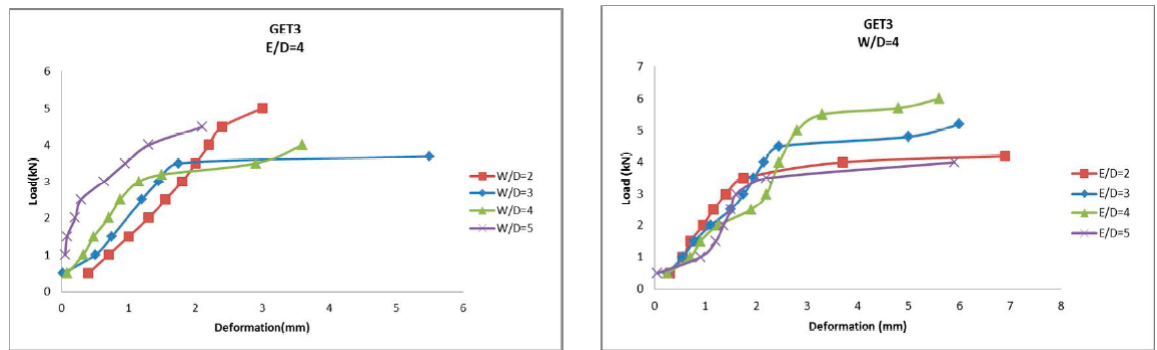 GET3
E/D=4
6
5
4
3
2
1
0
Load(kN)
W/D=2
W/D=3
W/D=4
W/D=5
0 1 2 3 4 5 6
Deformation(mm)
GET3
W/D=4
7
6
5
4
3
2
1
0
Load (kN)
E/D=2
E/D=3
E/D=4
E/D=5
0 1 2 3 4 5 6 7 8
Deformation (mm)